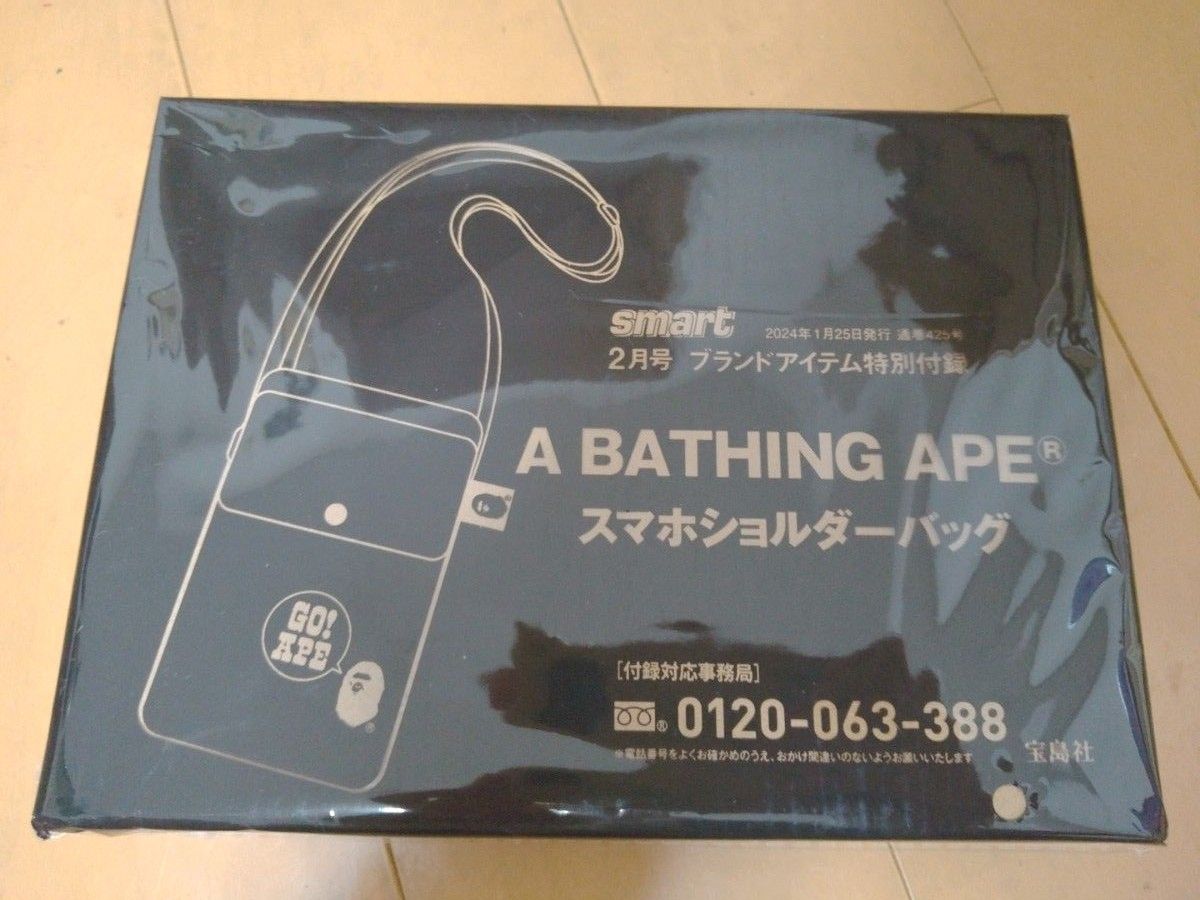 smart 2024年1月25日発行 通巻425号
2月号 ブランドアイテム特別付録
A BATHING APE®
スマホショルダーバッグ
GO!
APE
®
[付録対応事務局]
® 0120-063-388
※電話番号をよくお確かめのうえ、おかけ間違いのないようお願いいたします
宝島社